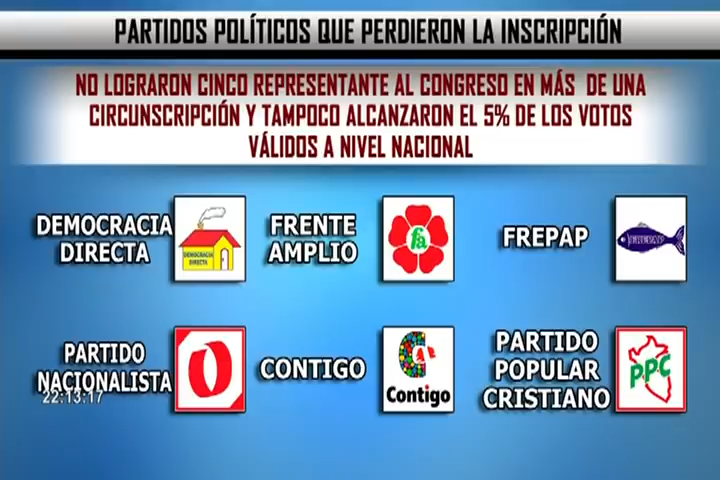 PARTIDOS POLÍTICOS QUE PERDIERON LA INSCRIPCIÓN
NO LOGRARON CINCO REPRESENTANTE AL CONGRESO EN MÁS DE UNA
CIRCUNSCRIPCIÓN Y TAMPOCO ALCANZARON EL 5% DE LOS VOTOS
VÁLIDOS A NIVEL NACIONAL
DEMOCRACIA
DIRECTA
DEMOCRACIA
DIRECTA
FRENTE
AMPLIO
fa
FREPAP
PARTIDO
NACIONALISTA
22:13:17
CONTIGO
Contigo
PARTIDO
POPULAR
CRISTIANO
PPC